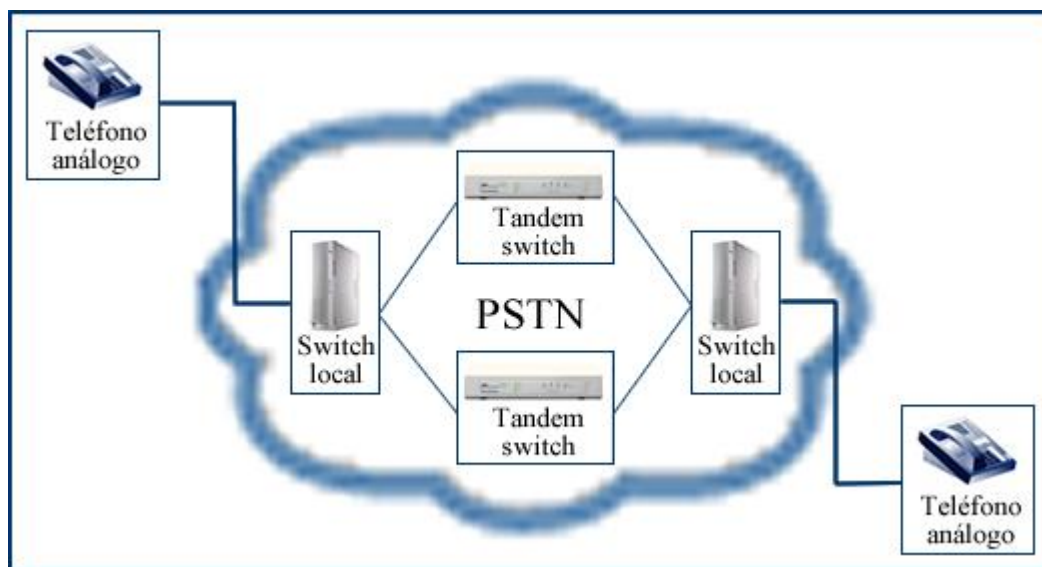 Teléfono
análogo
Tandem
switch
Switch
local
PSTN
Switch
local
Tandem
switch
Teléfono
análogo